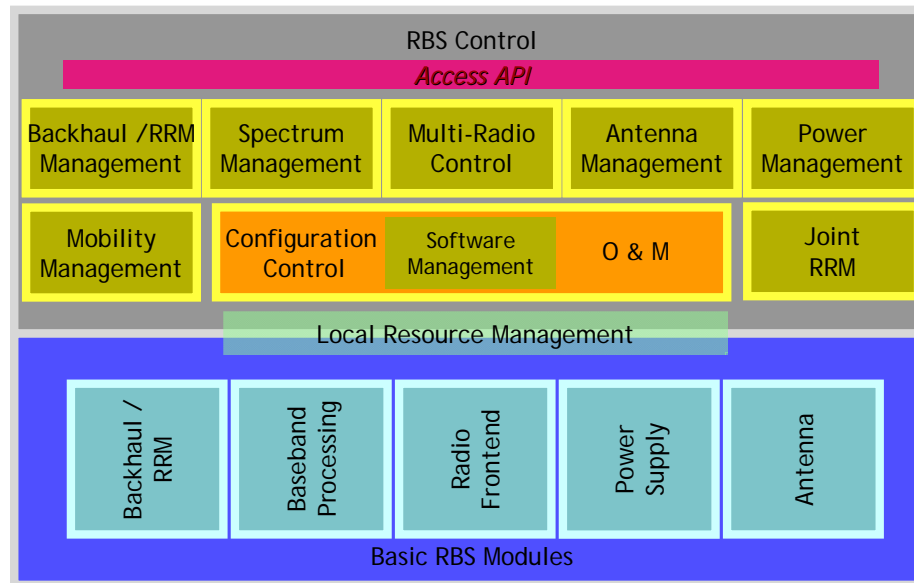 RBS Control
Access API
Backhaul /RRM
Management
Spectrum
Management
Multi-Radio
Control
Antenna
Management
Power
Management
Mobility
Management
Configuration
Control
Software
Management
O & M
Joint
RRM
Local Resource Management
Backhaul /
RRM
Baseband
Processing
Radio
Frontend
Power
Supply
Antenna
Basic RBS Modules